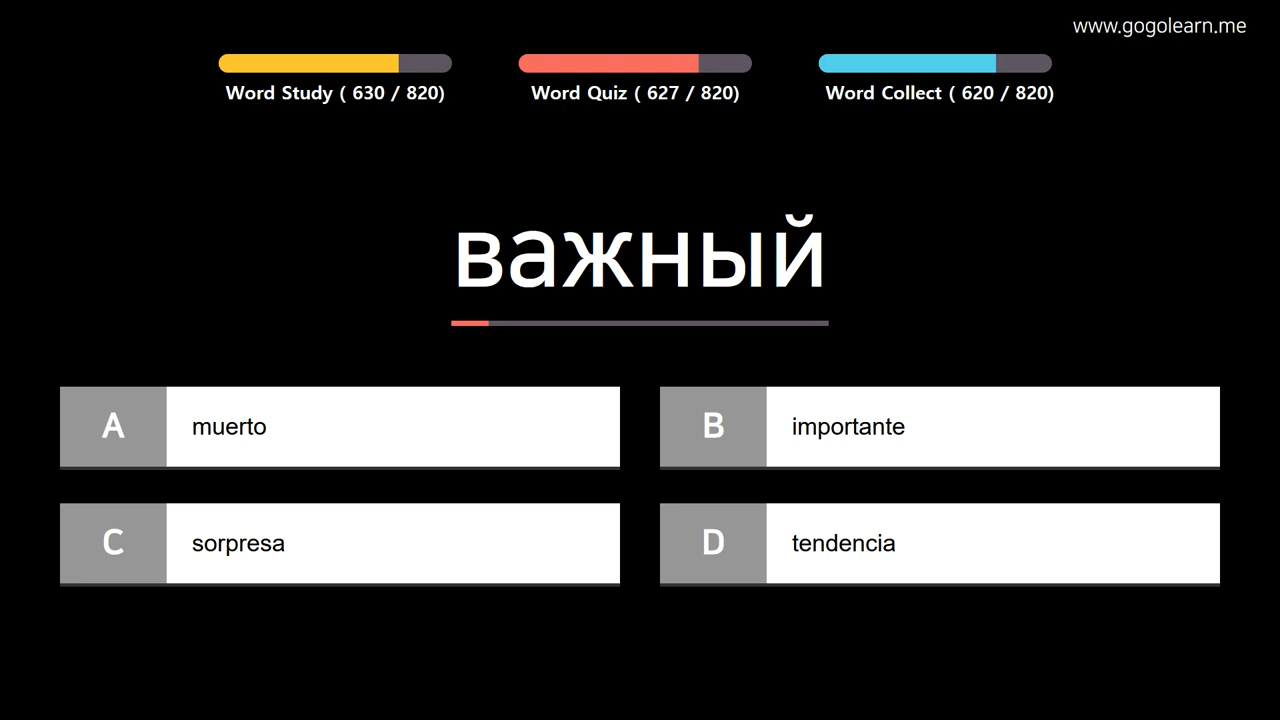 www.gogolearn.me
Word Study ( 630 / 820)
Word Quiz ( 627 / 820)
Word Collect ( 620 / 820)
важный
A muerto
B importante
C sorpresa
D tendencia